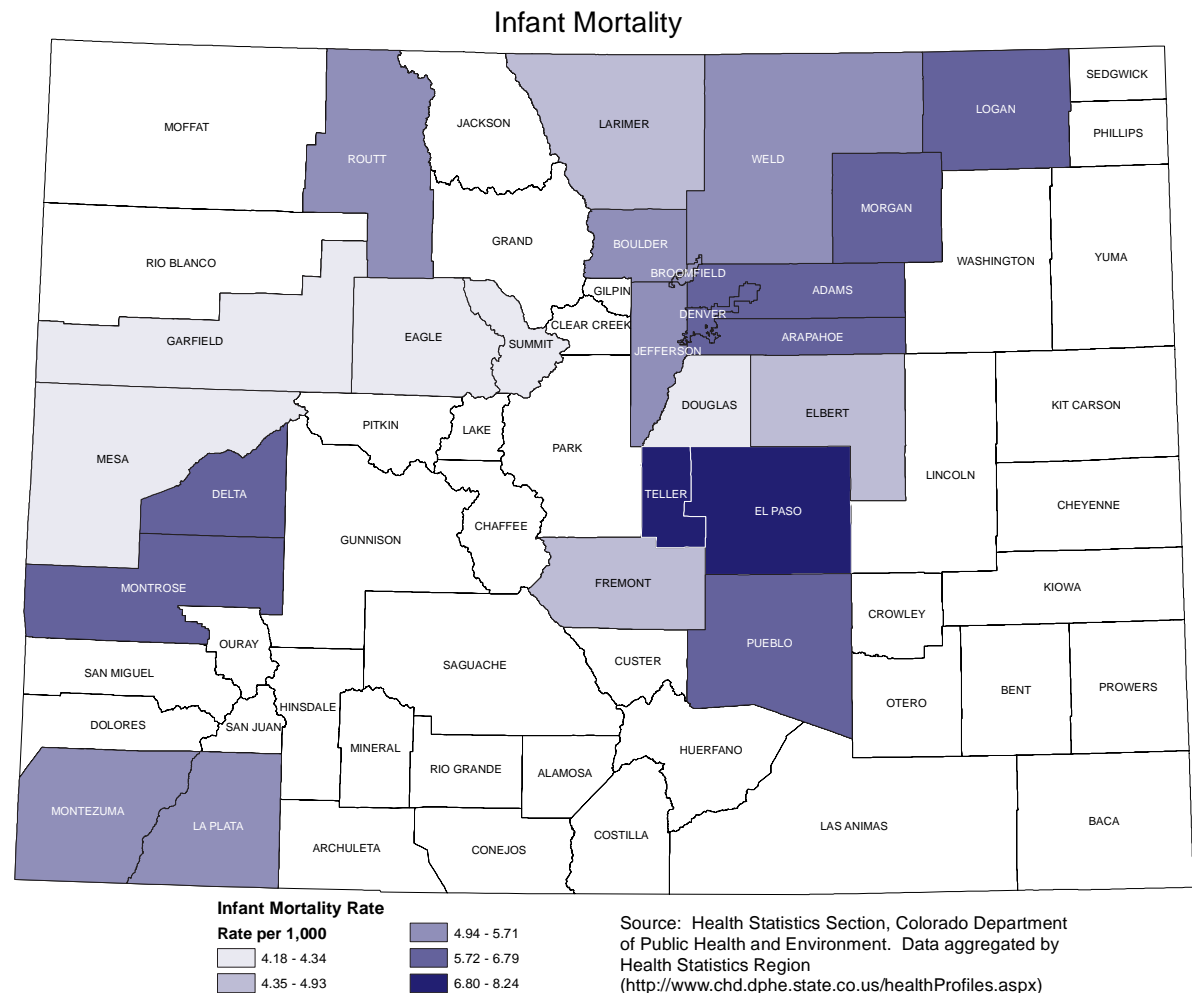 Infant Mortality
SEDGWICK
LOGAN
MOFFAT
JACKSON
LARIMER
PHILLIPS
ROUTT
WELD
MORGAN
GRAND
BOULDER
RIO BLANCO
WASHINGTON
YUMA
BROOMFIELD
GILPIN
ADAMS
DENVER
CLEAR CREEK
GARFIELD
EAGLE
SUMMIT
JEFFERSON
ARAPAHOE
DOUGLAS
ELBERT
KIT CARSON
PITKIN
LAKE
PARK
MESA
LINCOLN
DELTA
TELLER
EL PASO
CHEYENNE
CHAFFEE
GUNNISON
MONTROSE
FREMONT
KIOWA
CROWLEY
OURAY
PUEBLO
SAN MIGUEL
SAGUACHE
CUSTER
BENT
PROWERS
OTERO
HINSDALE
DOLORES
SAN JUAN
MINERAL
HUERFANO
RIO GRANDE
ALAMOSA
MONTEZUMA
LA PLATA
COSTILLA
LAS ANIMAS
BACA
ARCHULETA
CONEJOS
Infant Mortality Rate
Rate per 1,000
4.18 - 4.34
4.35 - 4.93
4.94 - 5.71
5.72 - 6.79
6.80 - 8.24
Source: Health Statistics Section, Colorado Department
of Public Health and Environment. Data aggregated by
Health Statistics Region
(http://www.chd.dphe.state.co.us/healthProfiles.aspx)